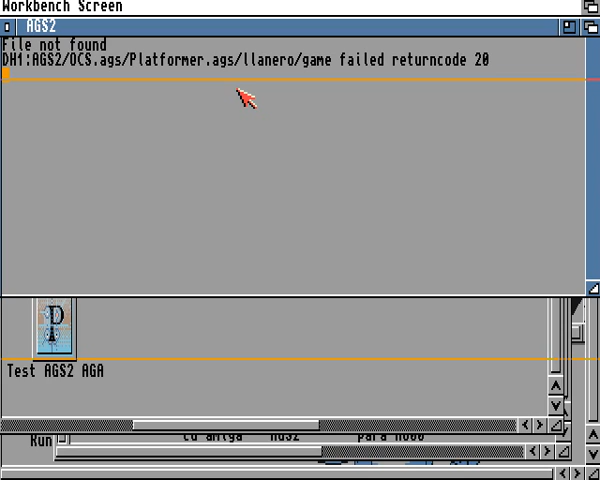 Workbench Screen
AGS2
File not found
DH1:AGS2/OCS.ags/Platformer.ags/llanero/game failed returncode 20
Test AGS2 AGA
Run